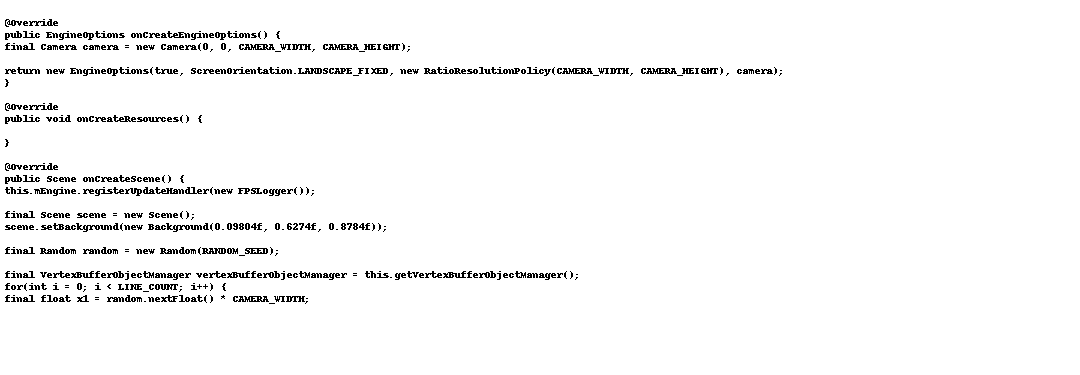 @Override
public EngineOptions onCreateEngineOptions() {
final Camera camera = new Camera(0, 0, CAMERA_WIDTH, CAMERA_HEIGHT);
return new EngineOptions(true, ScreenOrientation.LANDSCAPE_FIXED, new RatioResolutionPolicy(CAMERA_WIDTH, CAMERA_HEIGHT), camera);
}
@Override
public void onCreateResources() {
}
@Override
public Scene onCreateScene() {
this.mEngine.registerUpdateHandler(new FPSLogger());
final Scene scene = new Scene();
scene.setBackground(new Background(0.09804f, 0.6274f, 0.8784f));
final Random random = new Random(RANDOM_SEED);
final VertexBufferObjectManager vertexBufferObjectManager = this.getVertexBufferObjectManager();
for(int i = 0; i < LINE_COUNT; i++) {
final float x1 = random.nextFloat() * CAMERA_WIDTH;